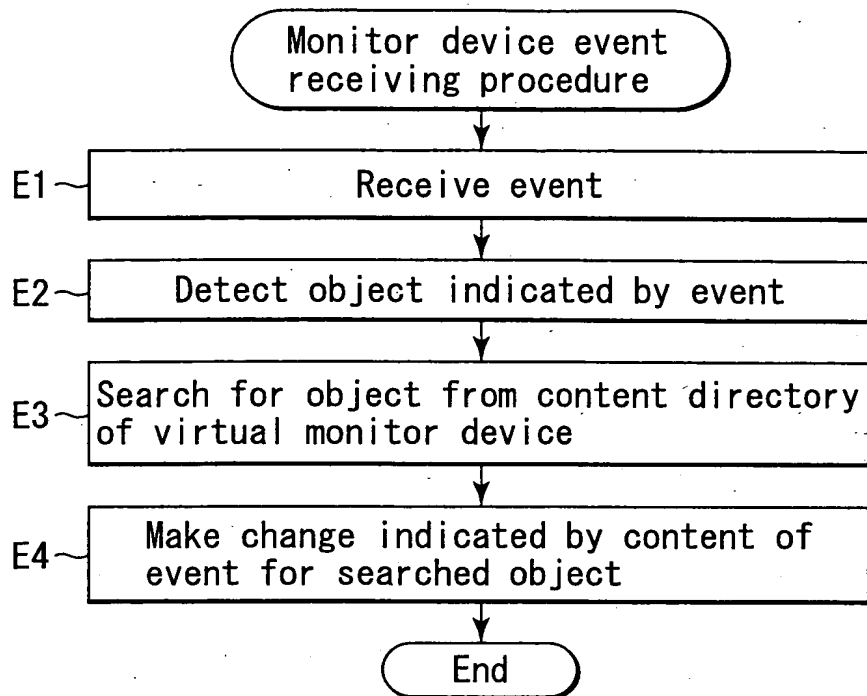 Monitor device event
receiving procedure
E1
Receive event
E2
Detect object indicated by event
E3
Search for object from content directory
of virtual monitor device
E4
Make change indicated by content of
event for searched object
End